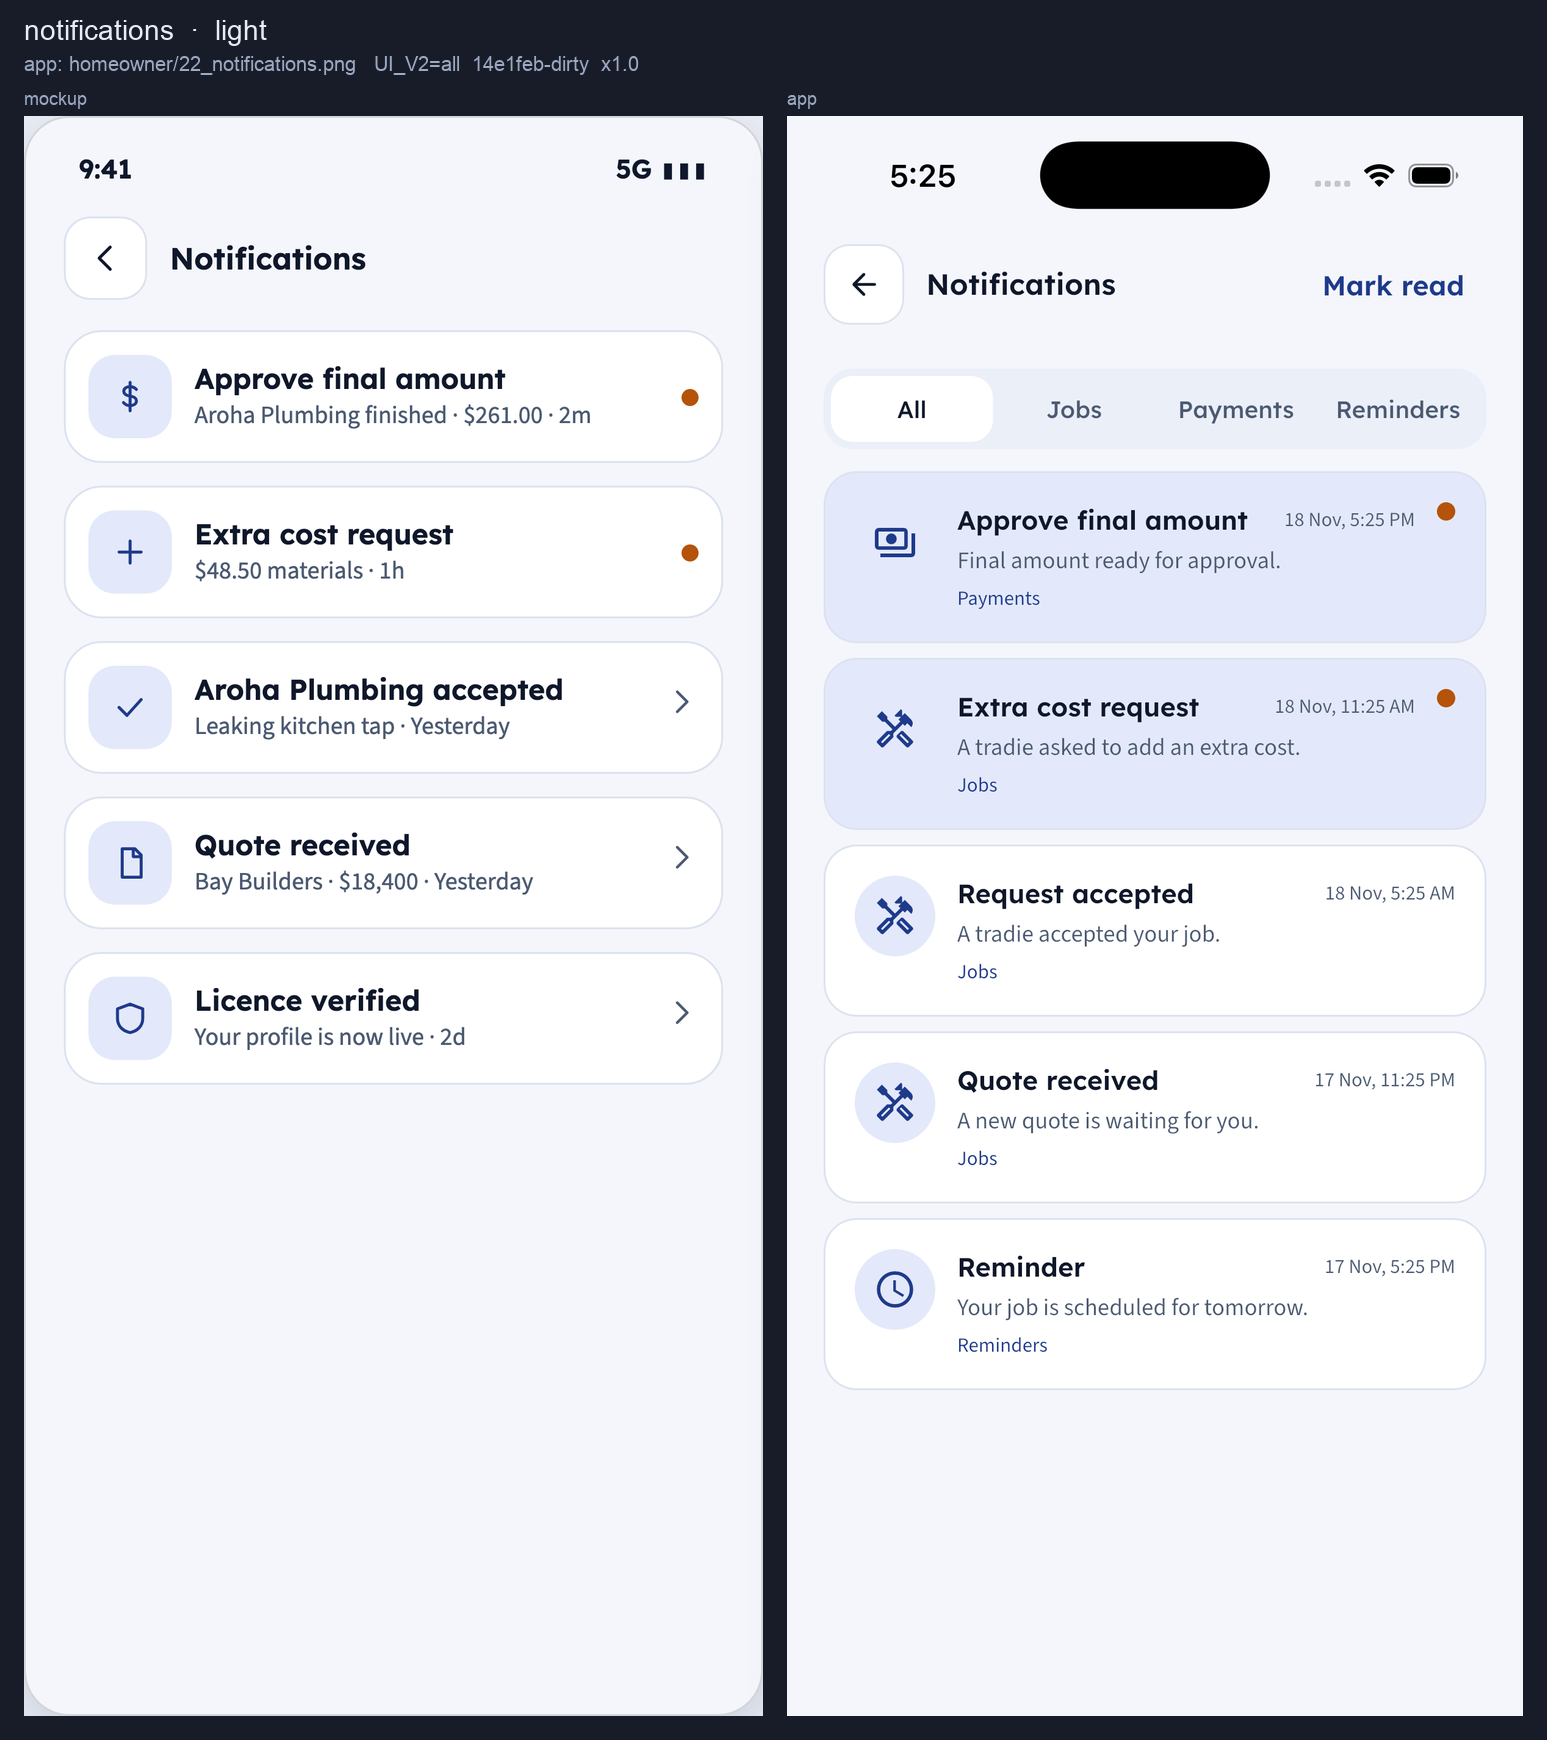 notifications · light
app: homeowner/22_notifications.png UI_V2=all 14e1feb-dirty x1.0
mockup
9:41
5G
Notifications
Approve final amount
Aroha Plumbing finished · $261.00 · 2m
Extra cost request
$48.50 materials · 1h
Aroha Plumbing accepted
Leaking kitchen tap · Yesterday
Quote received
Bay Builders · $18,400 · Yesterday
Licence verified
Your profile is now live · 2d
app
5:25
Notifications
Mark read
All
Jobs
Payments
Reminders
Approve final amount
18 Nov, 5:25 PM
Final amount ready for approval.
Payments
Extra cost request
18 Nov, 11:25 AM
A tradie asked to add an extra cost.
Jobs
Request accepted
18 Nov, 5:25 AM
A tradie accepted your job.
Jobs
Quote received
17 Nov, 11:25 PM
A new quote is waiting for you.
Jobs
Reminder
17 Nov, 5:25 PM
Your job is scheduled for tomorrow.
Reminders